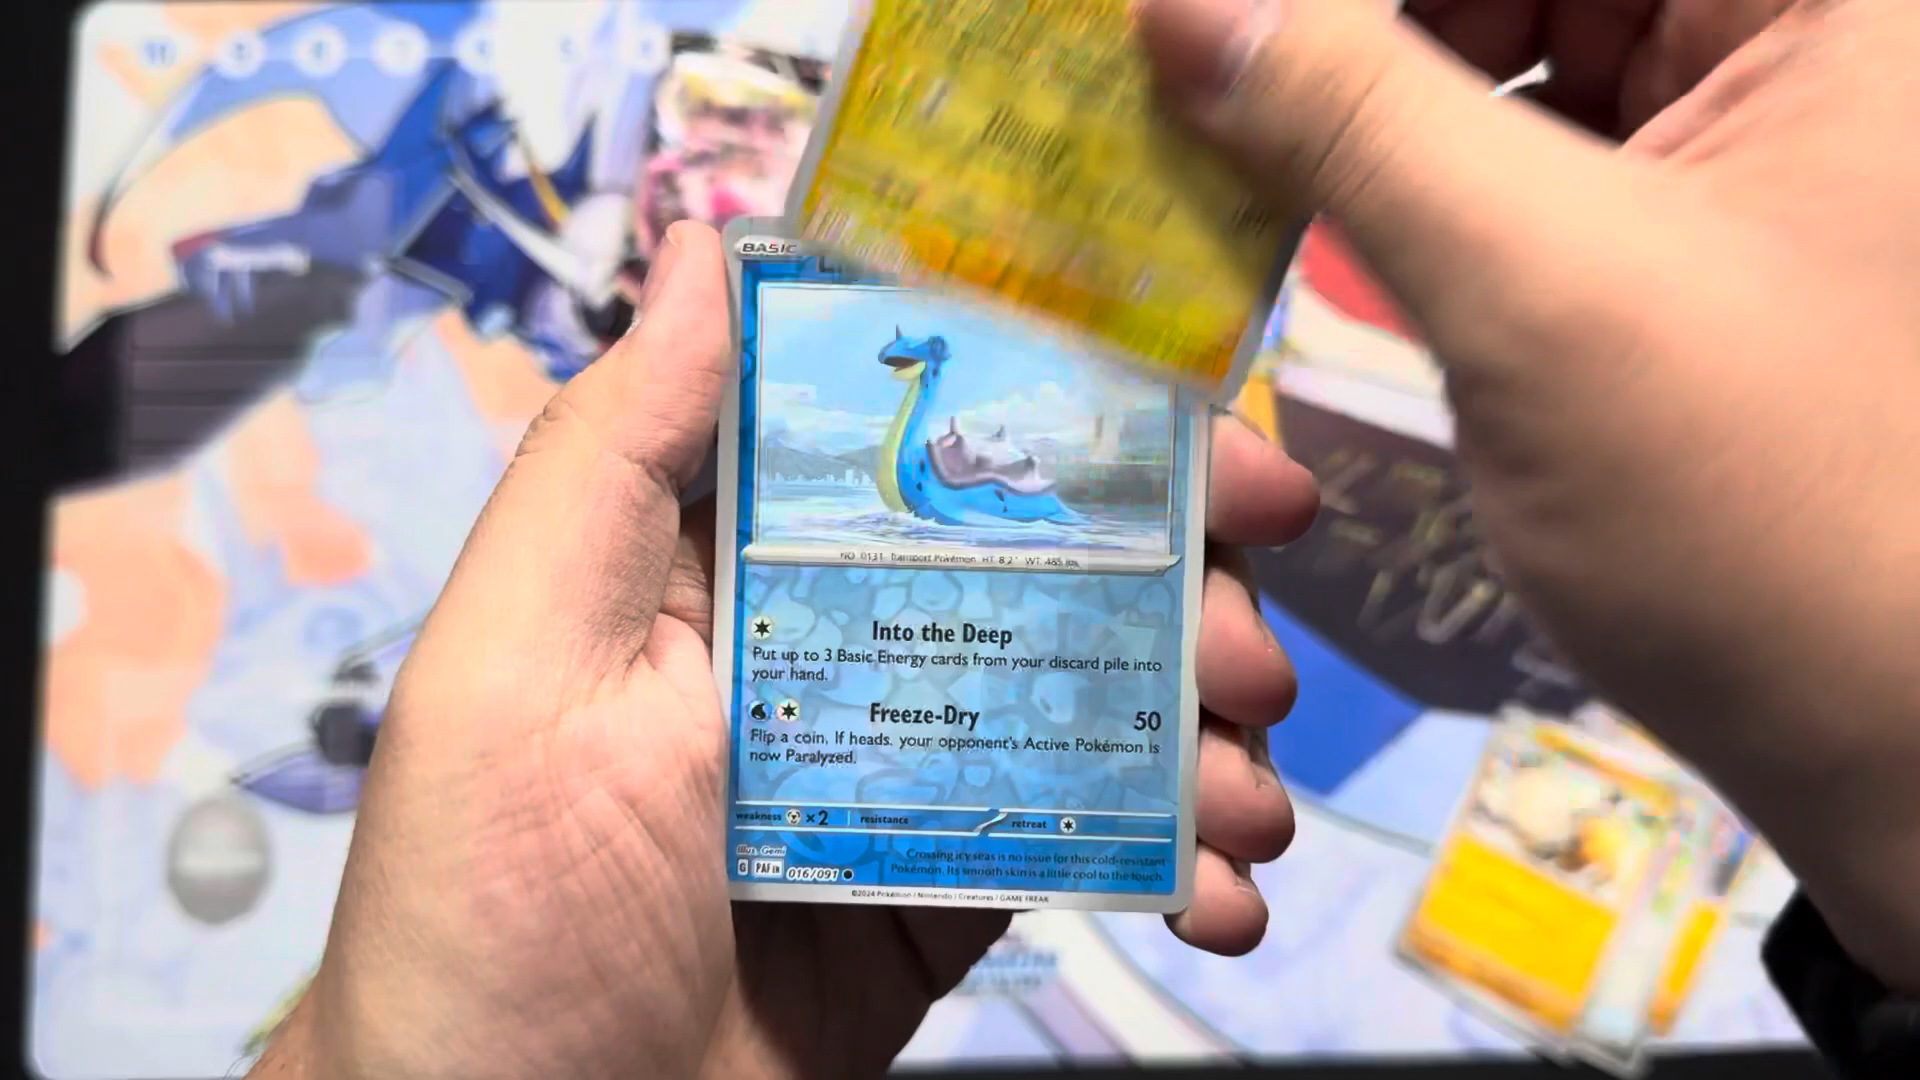 BASIC
NO. 0131 Transport Pokémon HT. 8'2" WT. 485 lbs.
Into the Deep
Put up to 3 Basic Energy cards from your discard pile into
your hand.
Freeze-Dry 50
Flip a coin. If heads, your opponent's Active Pokémon is
now Paralyzed.
weakness ×2 resistance retreat
Illus. Gemi
G PAF EN 016/091
Crossing icy seas is no issue for this cold-resistant
Pokémon. Its smooth skin is a little cool to the touch.
©2024 Pokémon / Nintendo / Creatures / GAME FREAK